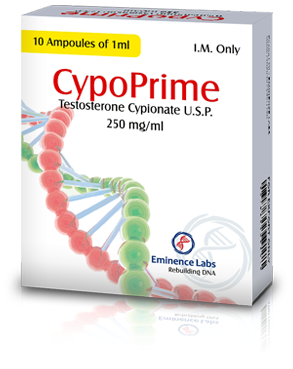 10 Ampoules of 1ml
I.M. Only
CypoPrime
Testosterone Cypionate U.S.P.
250 mg/ml
Eminence Labs
Rebuilding DNA